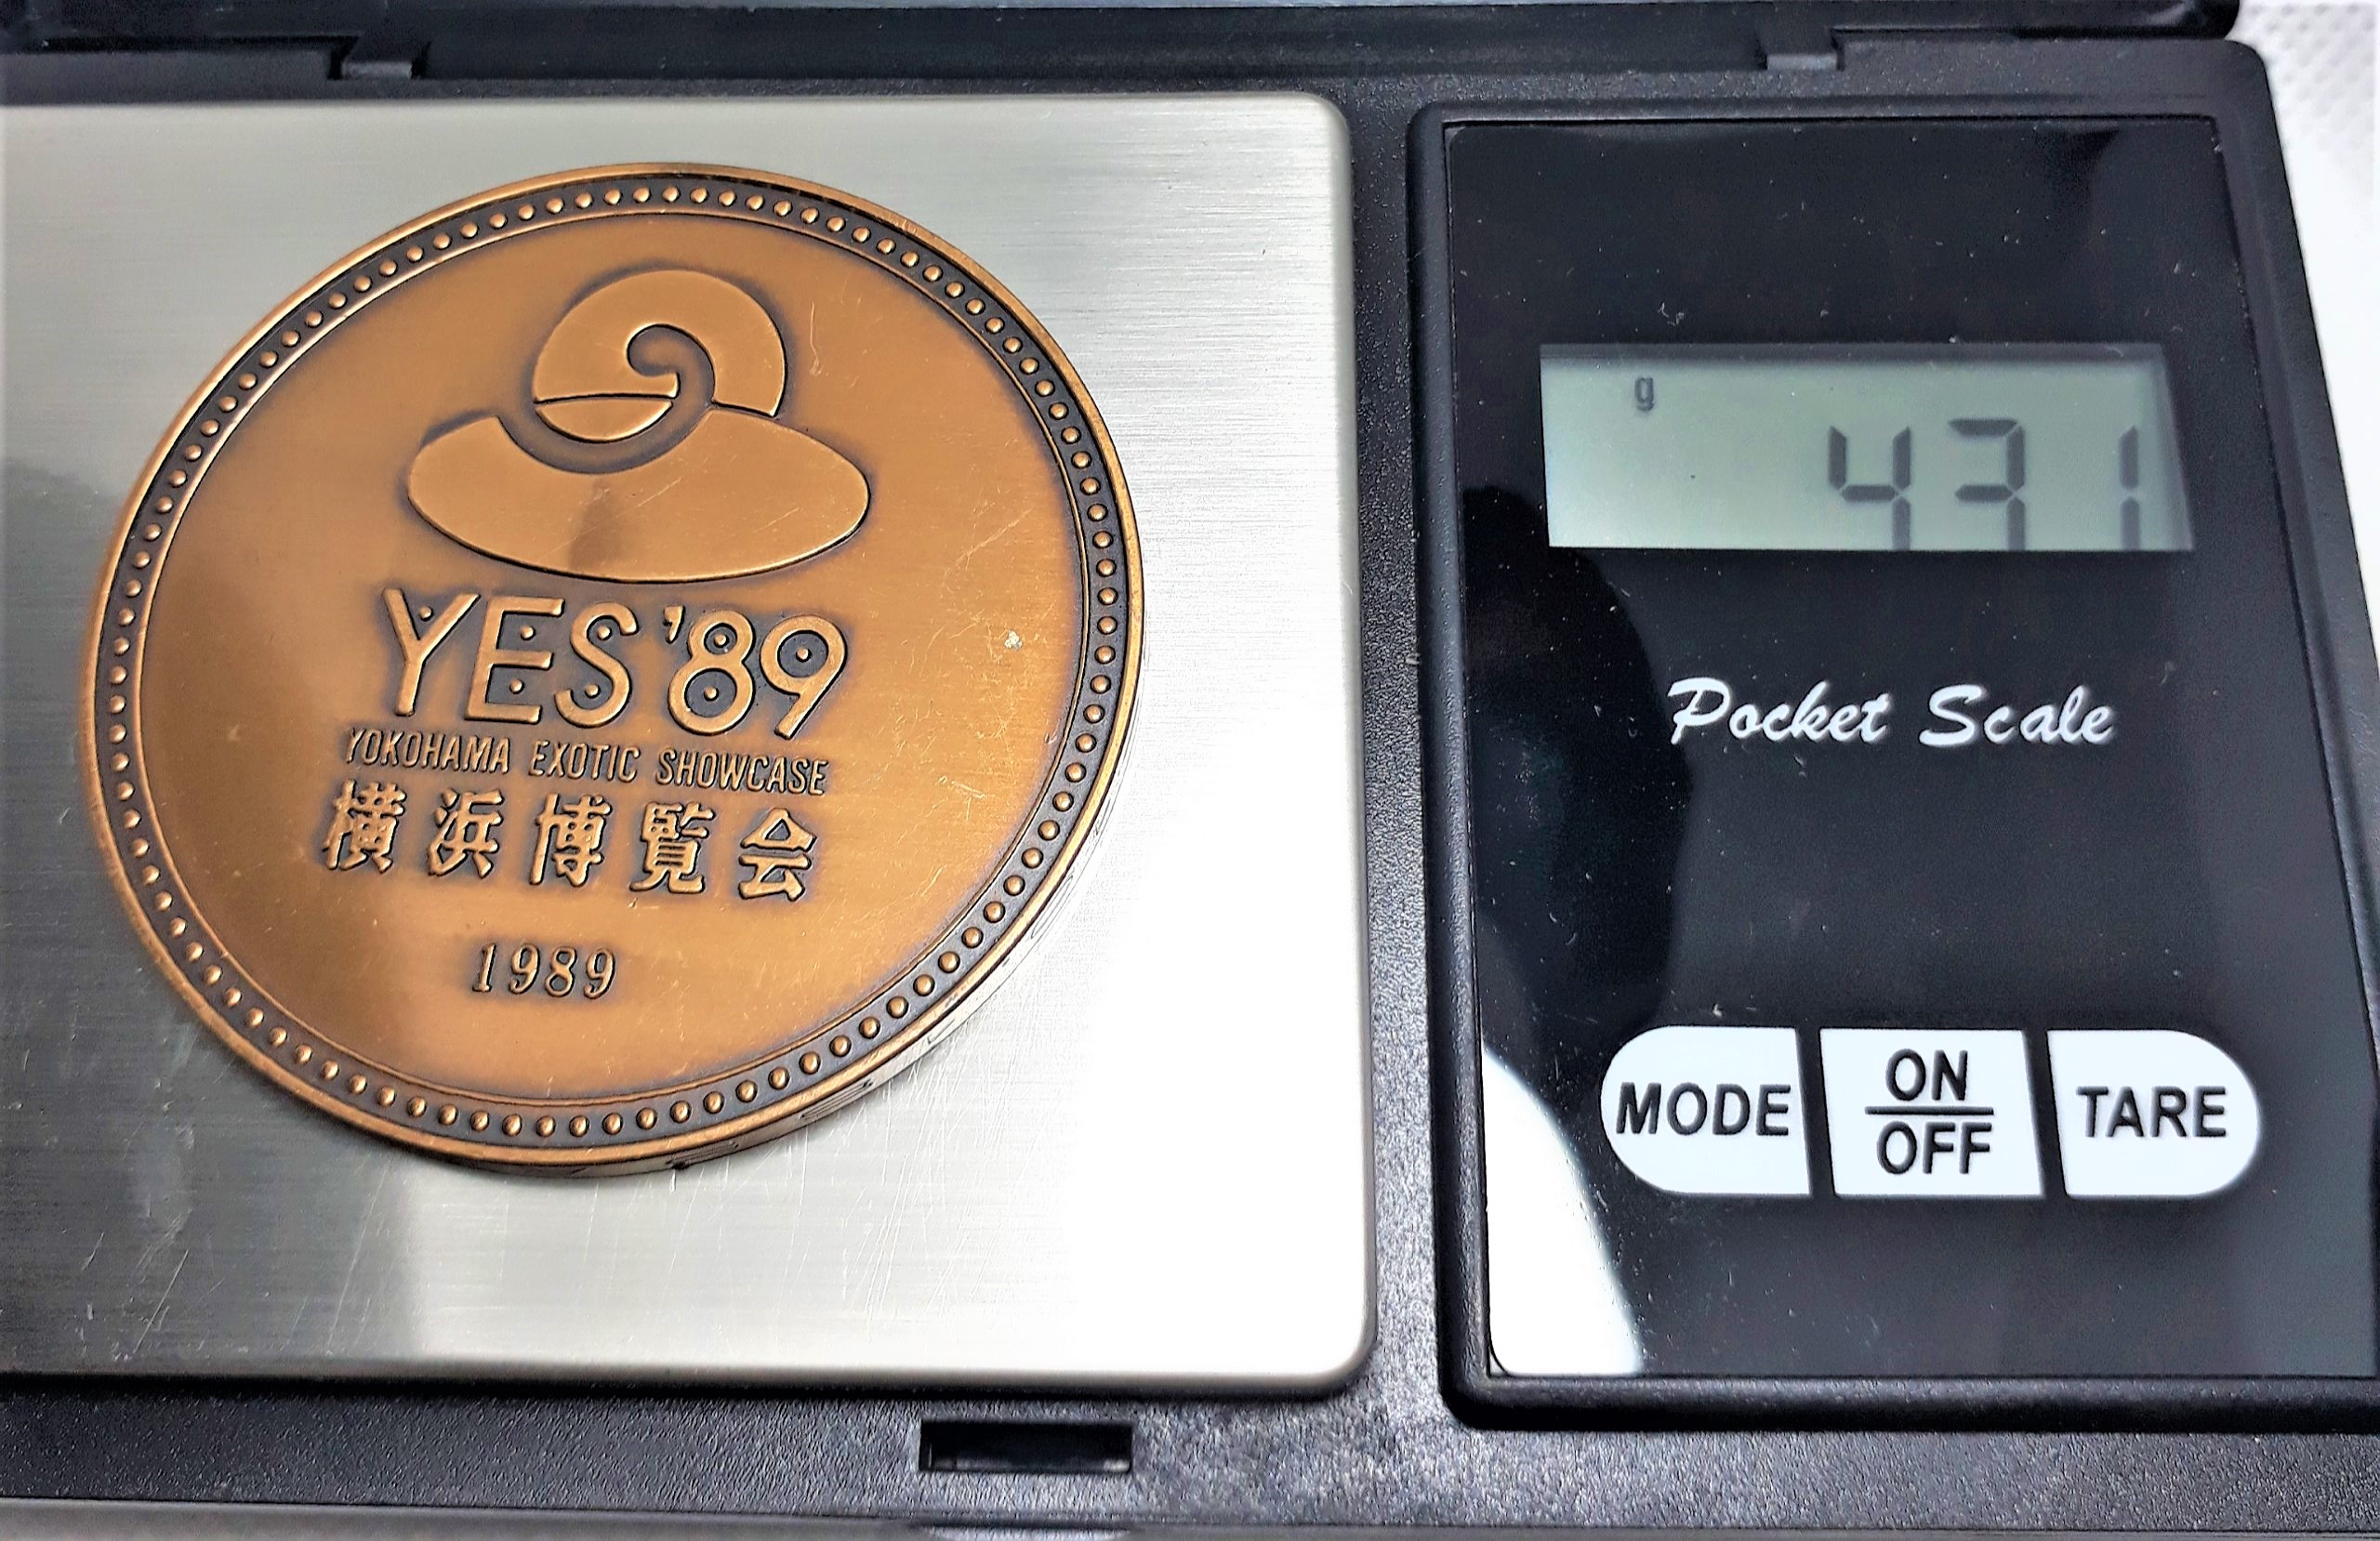 YES '89
YOKOHAMA EXOTIC SHOWCASE
横浜博覧会
1989
g
431
Pocket Scale
MODE
ON
OFF
TARE